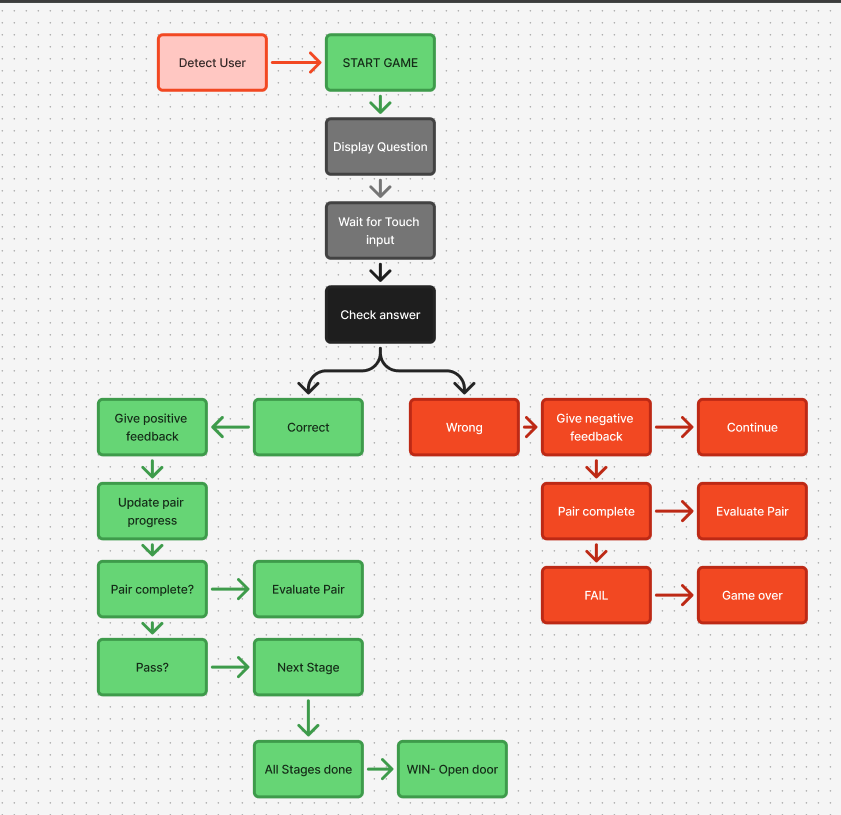 Detect User
START GAME
Display Question
Wait for Touch
input
Check answer
Give positive
feedback
Correct
Wrong
Give negative
feedback
Continue
Update pair
progress
Pair complete
Evaluate Pair
Pair complete?
Evaluate Pair
FAIL
Game over
Pass?
Next Stage
All Stages done
WIN- Open door